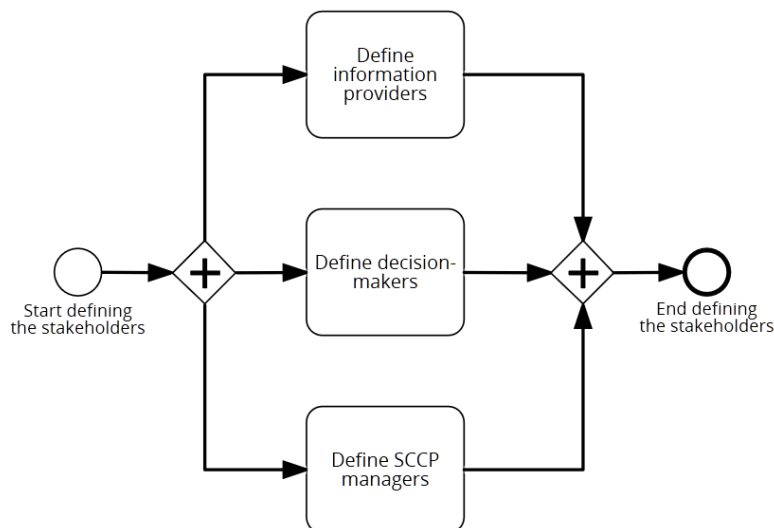 Define
information
providers
Define decision-
makers
Start defining
the stakeholders
End defining
the stakeholders
Define SCCP
managers